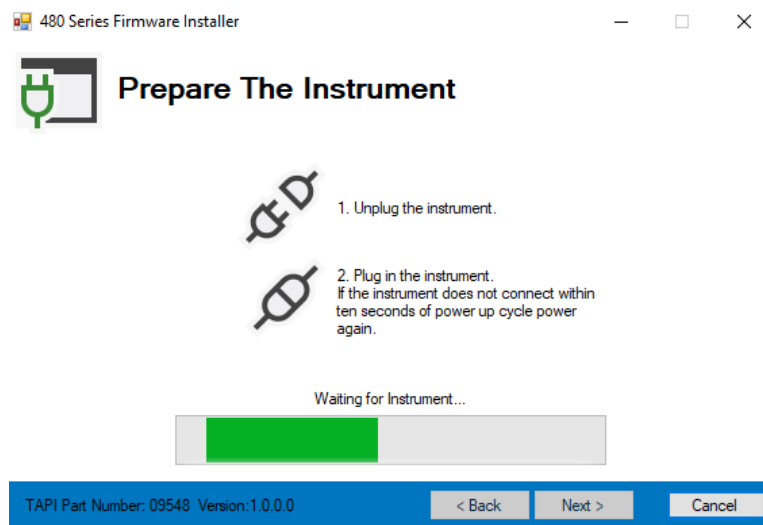 480 Series Firmware Installer
Prepare The Instrument
1. Unplug the instrument.
2. Plug in the instrument.
If the instrument does not connect within
ten seconds of power up cycle power
again.
Waiting for Instrument...
TAPI Part Number: 09548 Version:1.0.0.0
< Back
Next >
Cancel